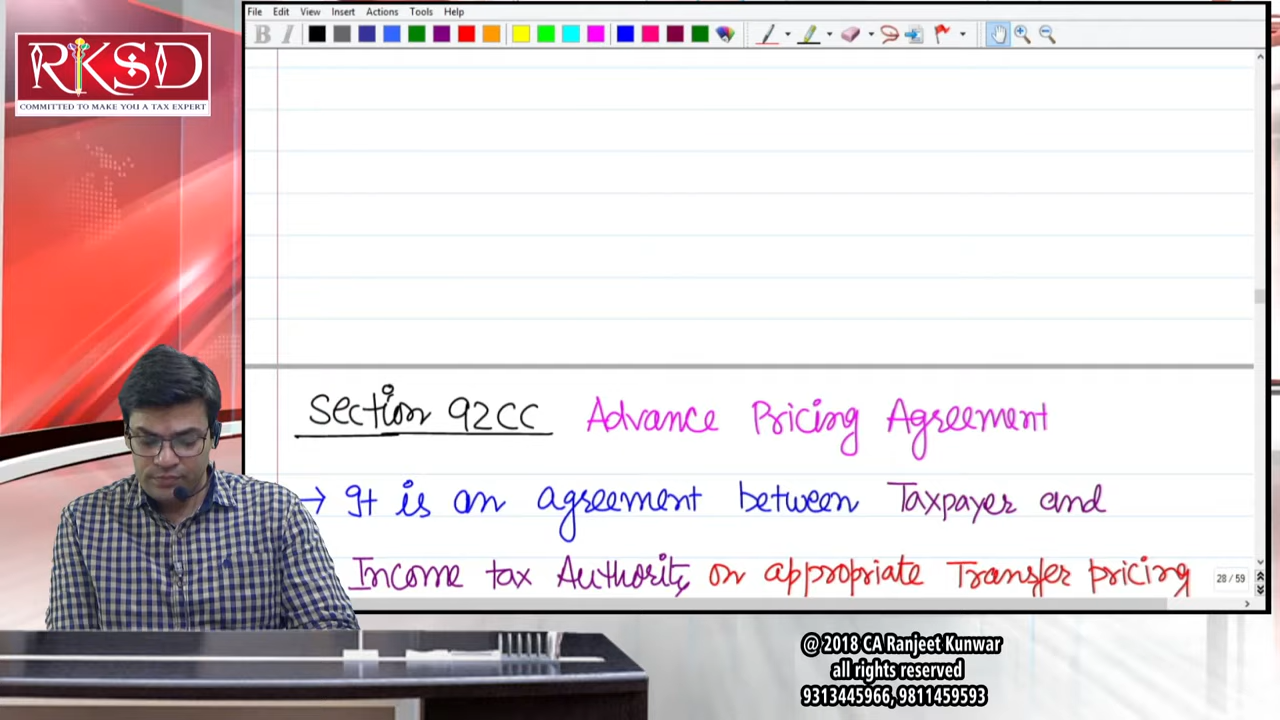 File Edit View Insert Actions Tools Help
B I
RKSD
COMMITTED TO MAKE YOU A TAX EXPERT
Section 92CC Advance Pricing Agreement
→ It is an agreement between Taxpayer and
Income tax Authority on appropriate Transfer pricing
28 / 59
@ 2018 CA Ranjeet Kunwar
all rights reserved
9313445966, 9811459593